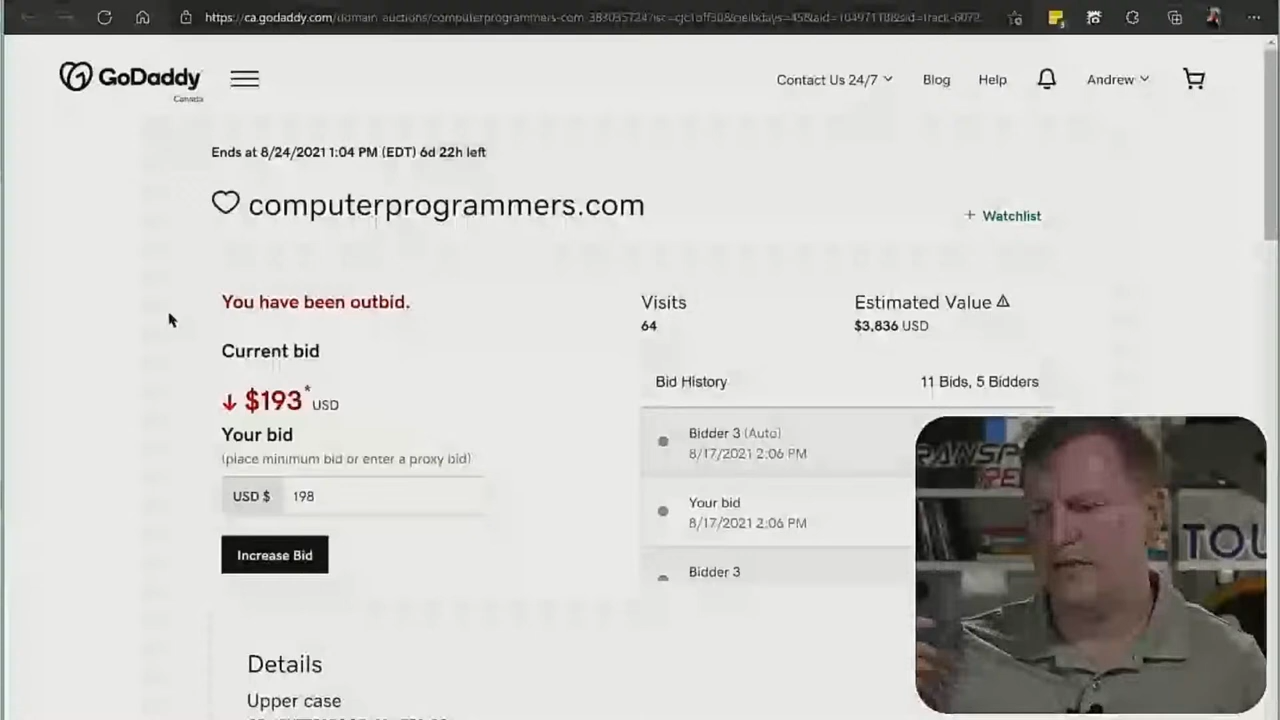 https://ca.godaddy.com/domain-auctions/computerprogrammers-com
GoDaddy
Canada
Contact Us 24/7
Blog
Help
Andrew
Ends at 8/24/2021 1:04 PM (EDT) 6d 22h left
computerprogrammers.com
+ Watchlist
You have been outbid.
Visits
Estimated Value
64
$3,836 USD
Current bid
Bid History
11 Bids, 5 Bidders
$193* USD
Your bid
(place minimum bid or enter a proxy bid)
Bidder 3 (Auto)
8/17/2021 2:06 PM
USD $ 198
Your bid
8/17/2021 2:06 PM
Increase Bid
Bidder 3
Details
Upper case
TOU